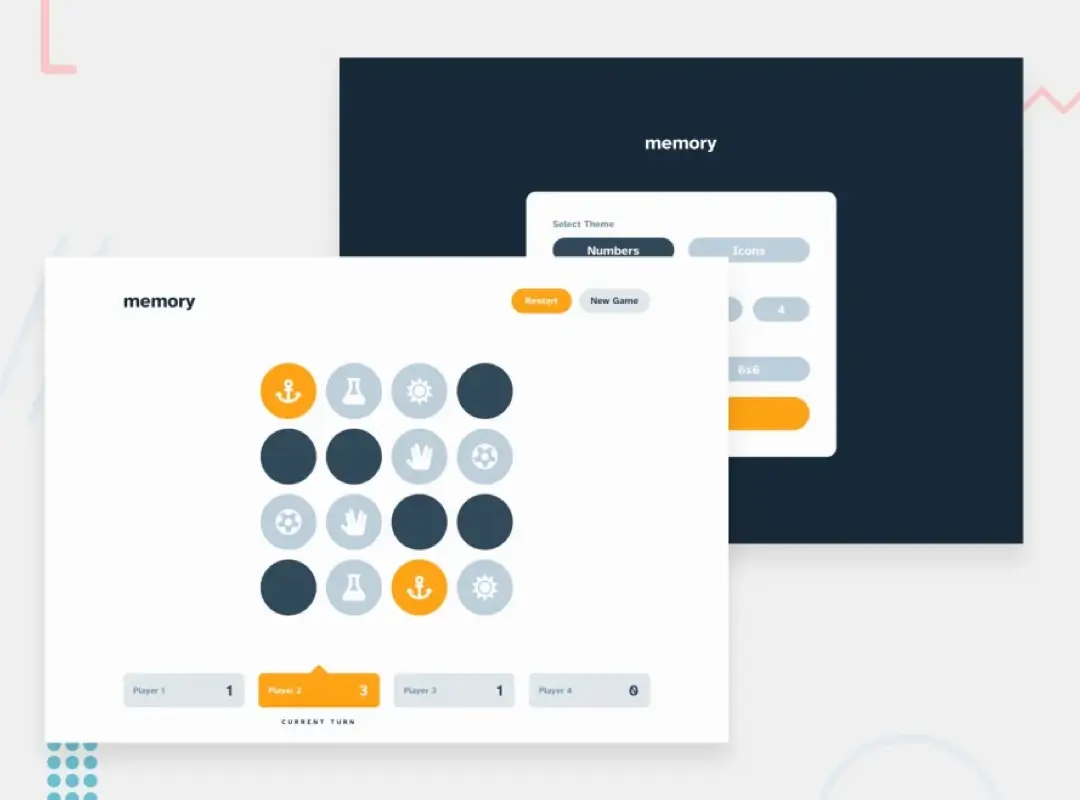 memory
Select Theme
Numbers Icons
4
6x6
memory
Restart New Game
Player 1 1 Player 2 3 Player 3 1 Player 4 0
CURRENT TURN